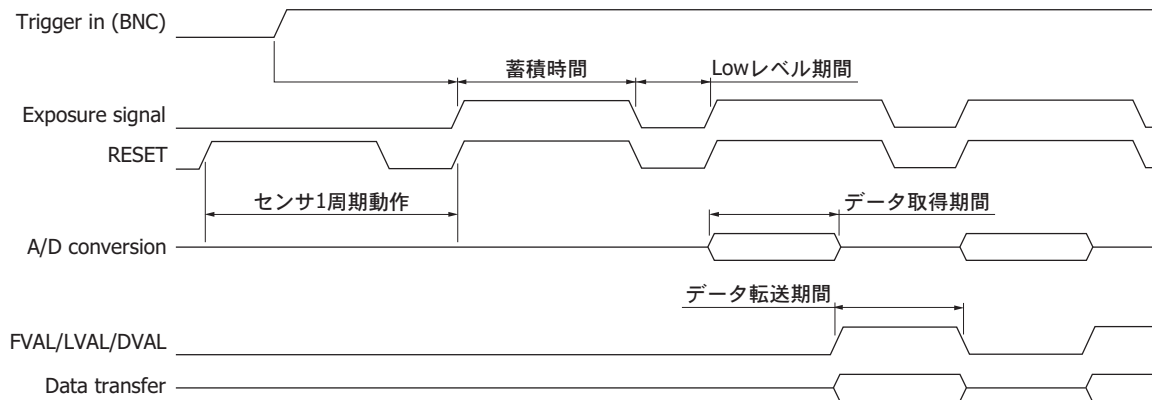 Trigger in (BNC)
蓄積時間
Lowレベル期間
Exposure signal
RESET
センサ1周期動作
データ取得期間
A/D conversion
データ転送期間
FVAL/LVAL/DVAL
Data transfer